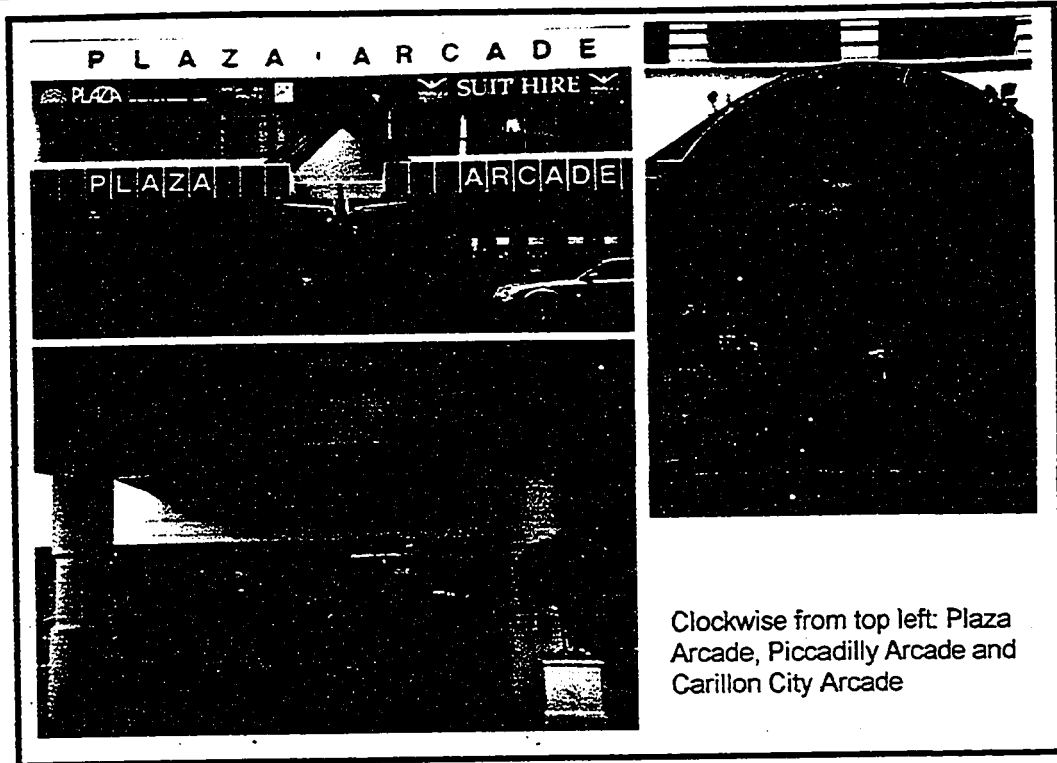 PLAZA · ARCADE
PLAZA
SUIT HIRE
PLAZA ARCADE
Clockwise from top left: Plaza
Arcade, Piccadilly Arcade and
Carillon City Arcade